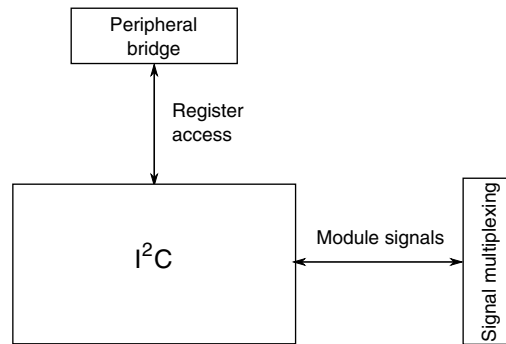 Peripheral
bridge
Register
access
I²C
Module signals
Signal multiplexing